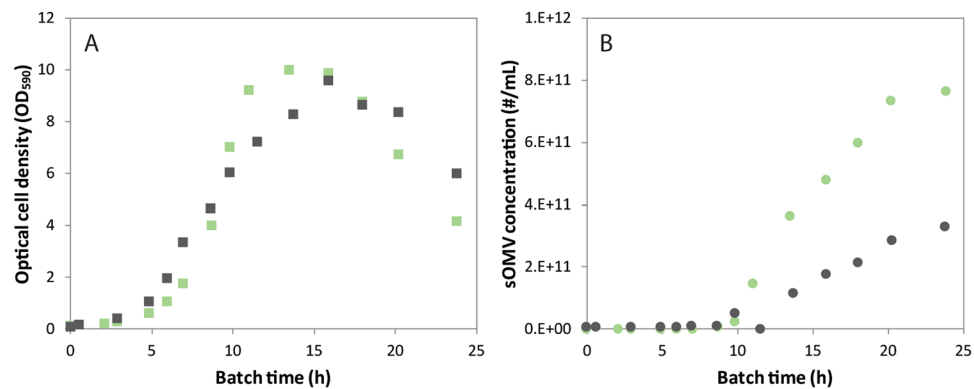 A
Optical cell density (OD590)
12
10
8
6
4
2
0
0 5 10 15 20 25
Batch time (h)
B
sOMV concentration (#/mL)
1.E+12
8.E+11
6.E+11
4.E+11
2.E+11
0.E+00
0 5 10 15 20 25
Batch time (h)